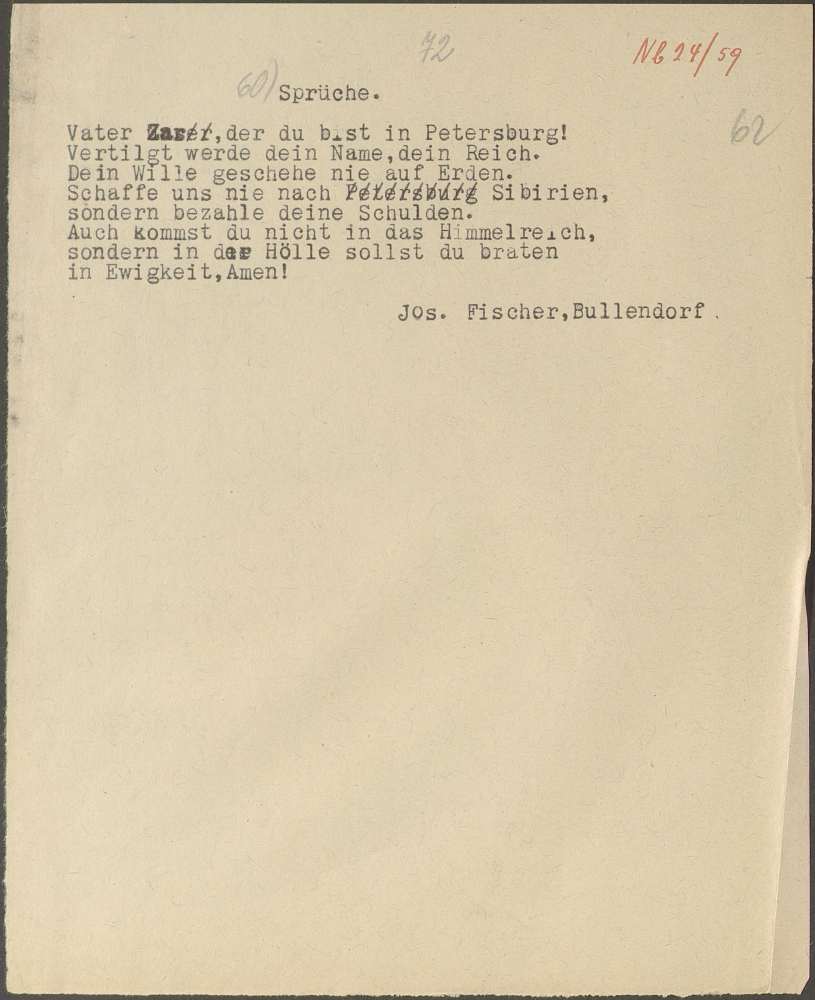 72
NB 24/59
60) Sprüche.
62
Vater Zar, der du bist in Petersburg!
Vertilgt werde dein Name, dein Reich.
Dein Wille geschehe nie auf Erden.
Schaffe uns nie nach Petersburg Sibirien,
sondern bezahle deine Schulden.
Auch kommst du nicht in das Himmelreich,
sondern in der Hölle sollst du braten
in Ewigkeit, Amen!
Jos. Fischer, Bullendorf.